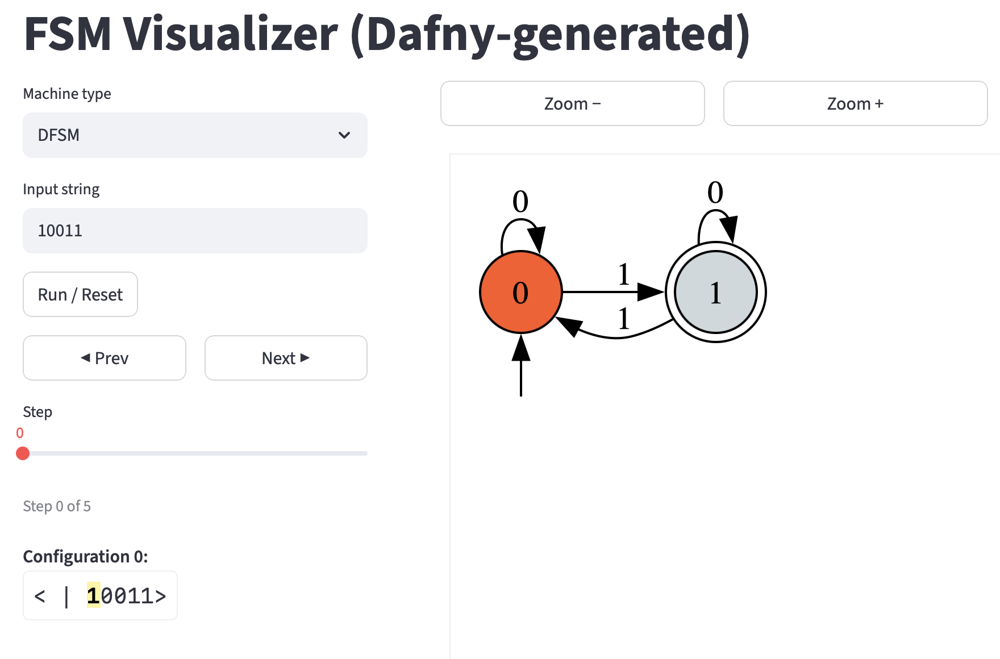 FSM Visualizer (Dafny-generated)
Machine type
DFSM
Input string
10011
Run / Reset
◀ Prev
Next ▶
Step
0
Step 0 of 5
Configuration 0:
< | 10011>
Zoom −
Zoom +
0
0
1
0
1
1